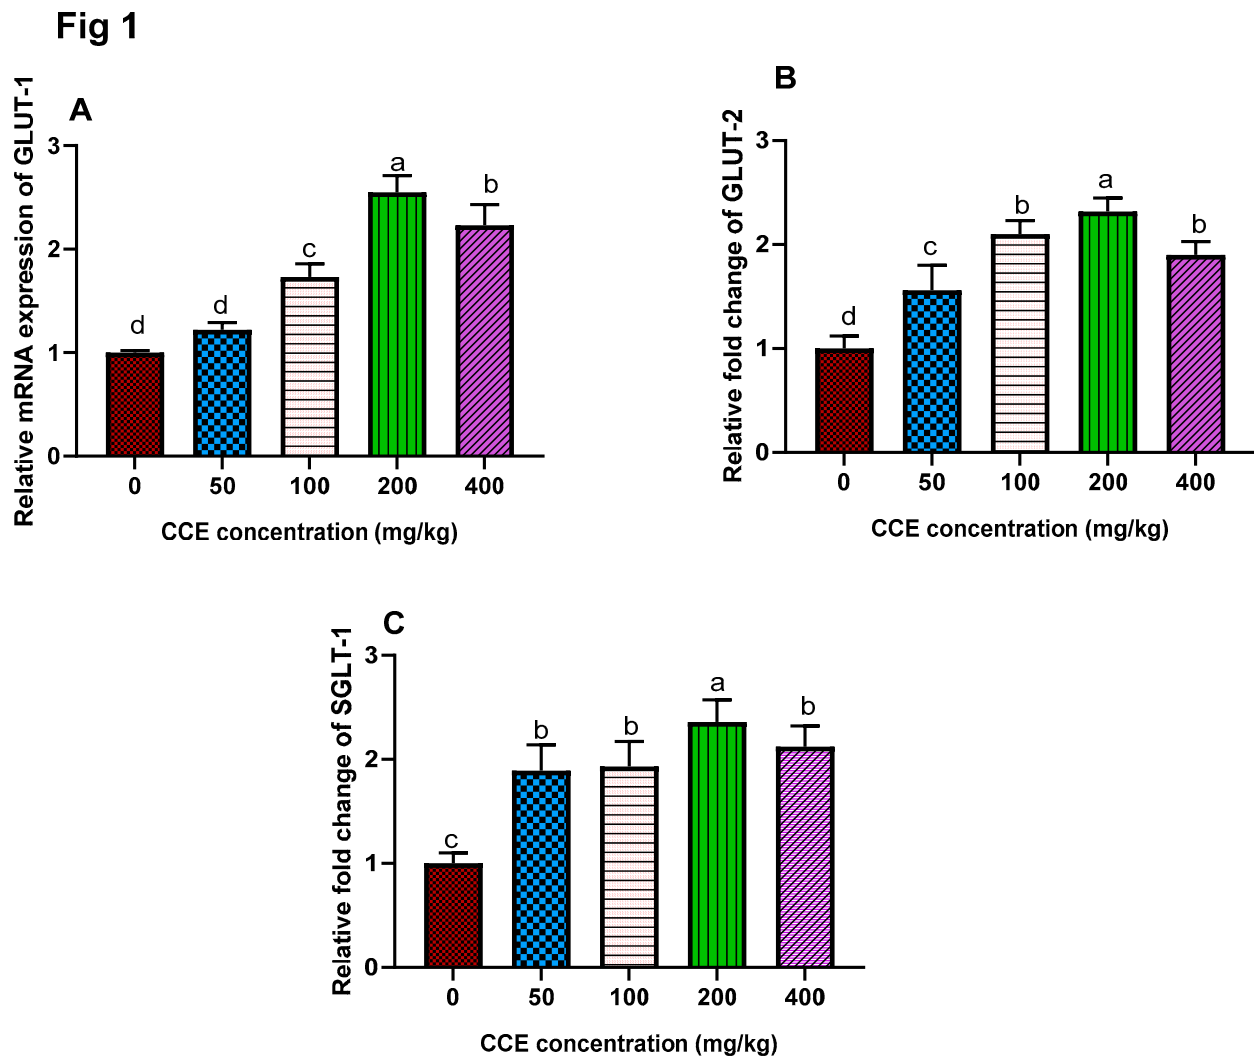 Fig 1
A
Relative mRNA expression of GLUT-1
3
2
1
0
d
d
c
a
b
0 50 100 200 400
CCE concentration (mg/kg)
B
Relative fold change of GLUT-2
3
2
1
0
d
c
b
a
b
0 50 100 200 400
CCE concentration (mg/kg)
C
Relative fold change of SGLT-1
3
2
1
0
c
b
b
a
b
0 50 100 200 400
CCE concentration (mg/kg)